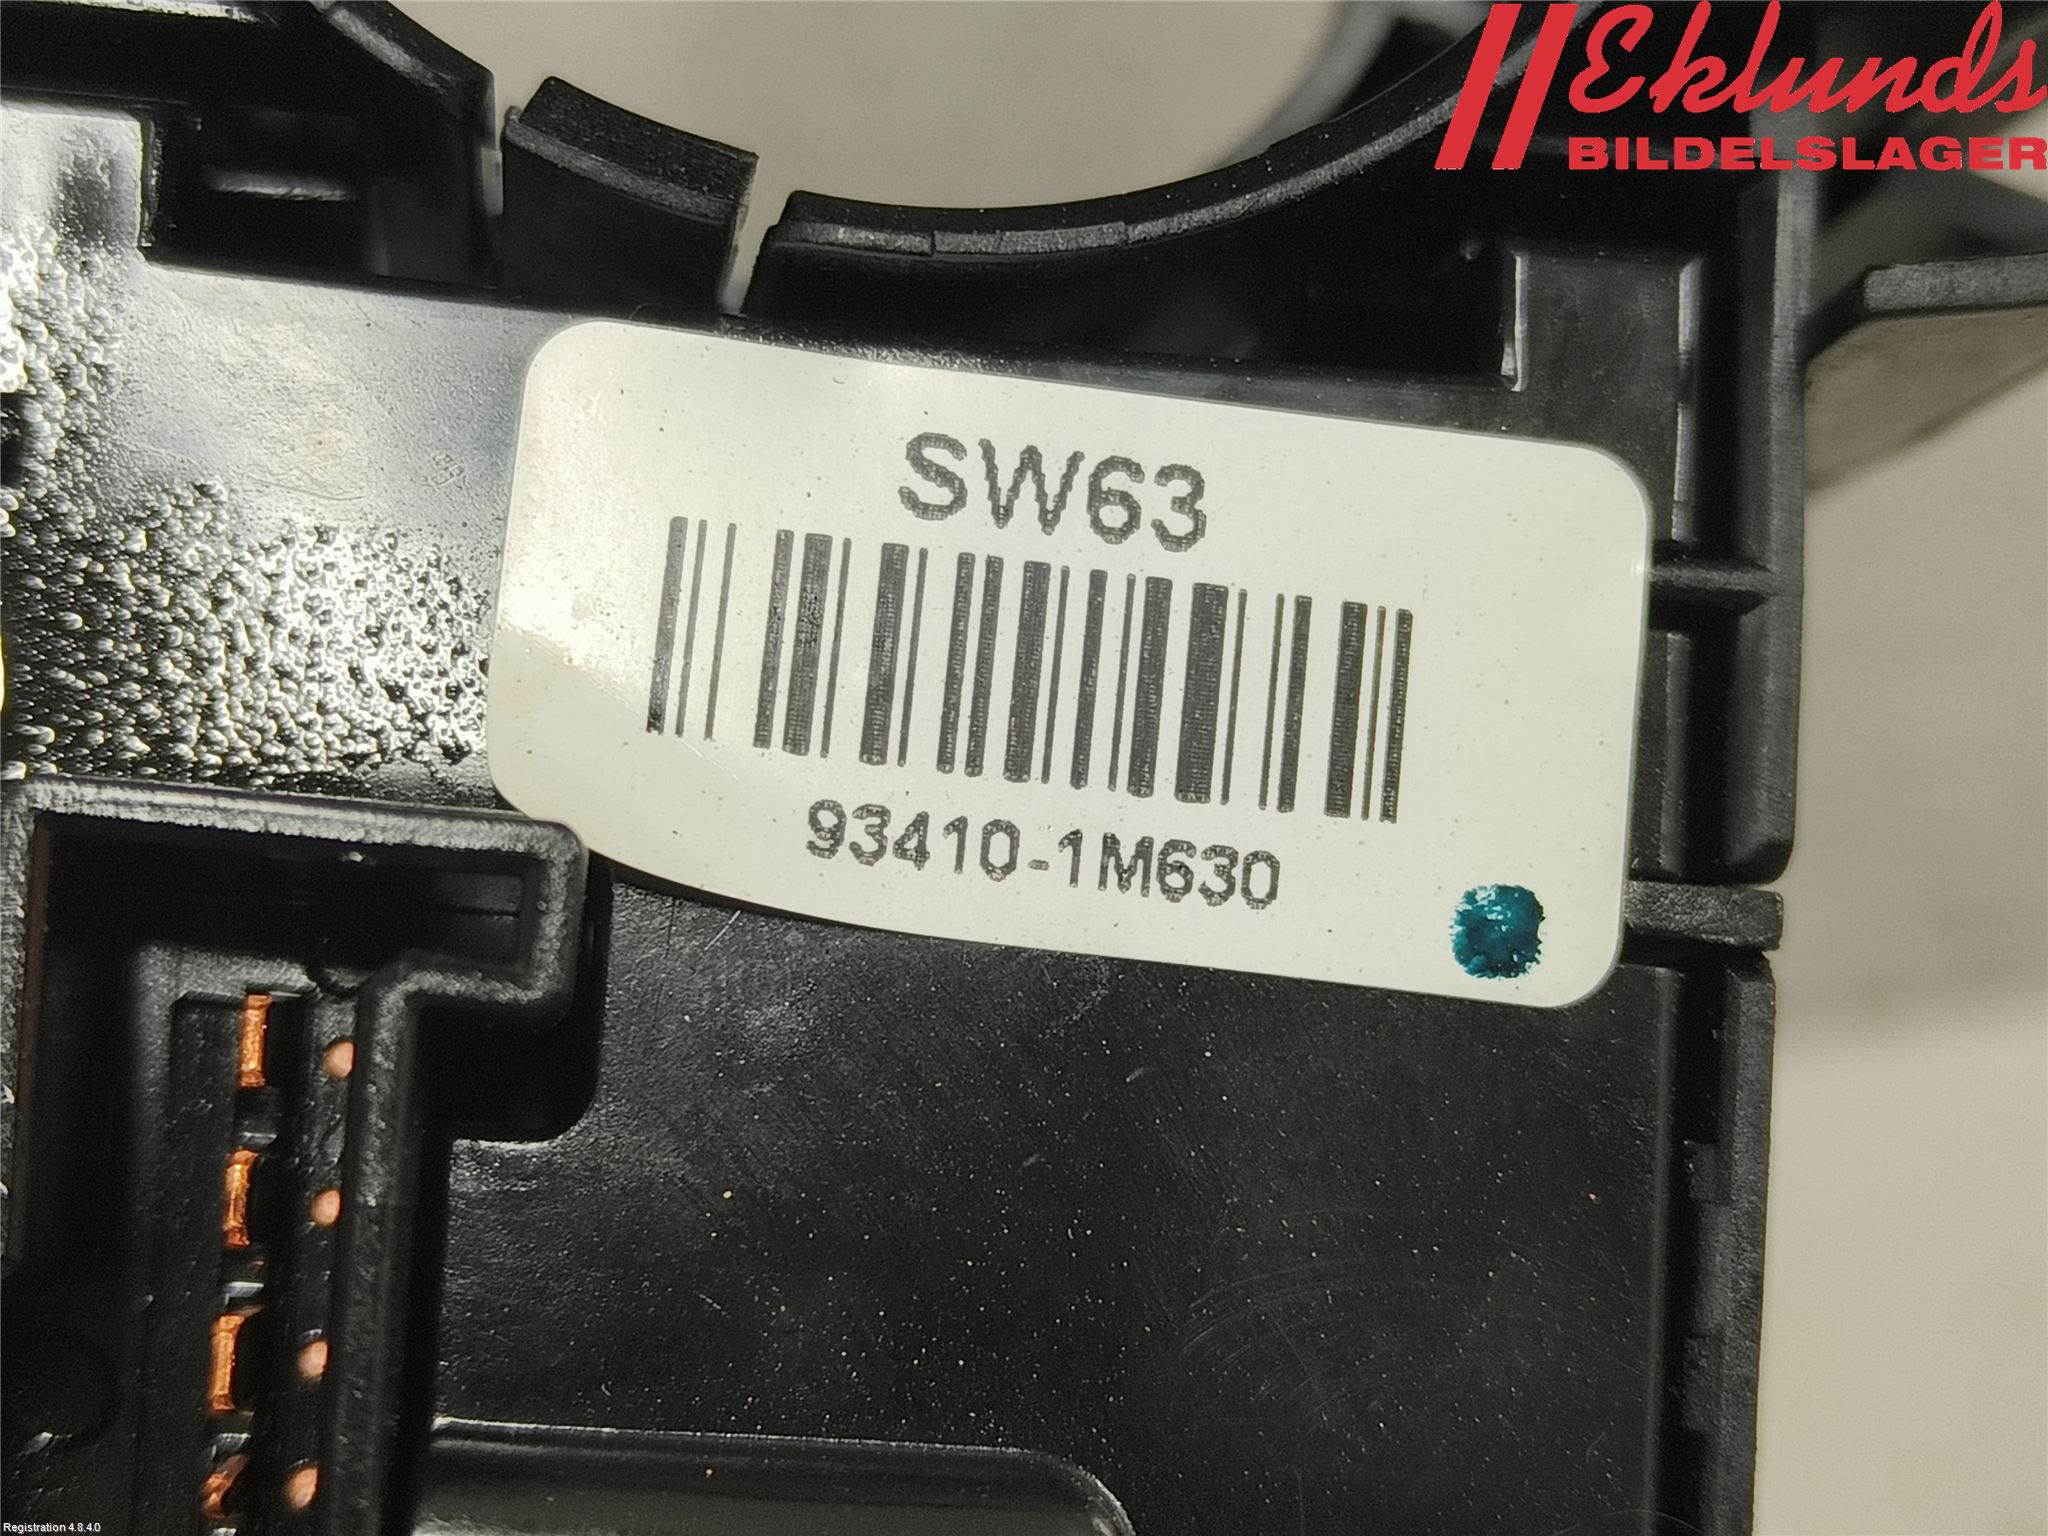 Eklunds
BILDELSLAGER
SW63
93410-1M630
Registration 4.8.4.0